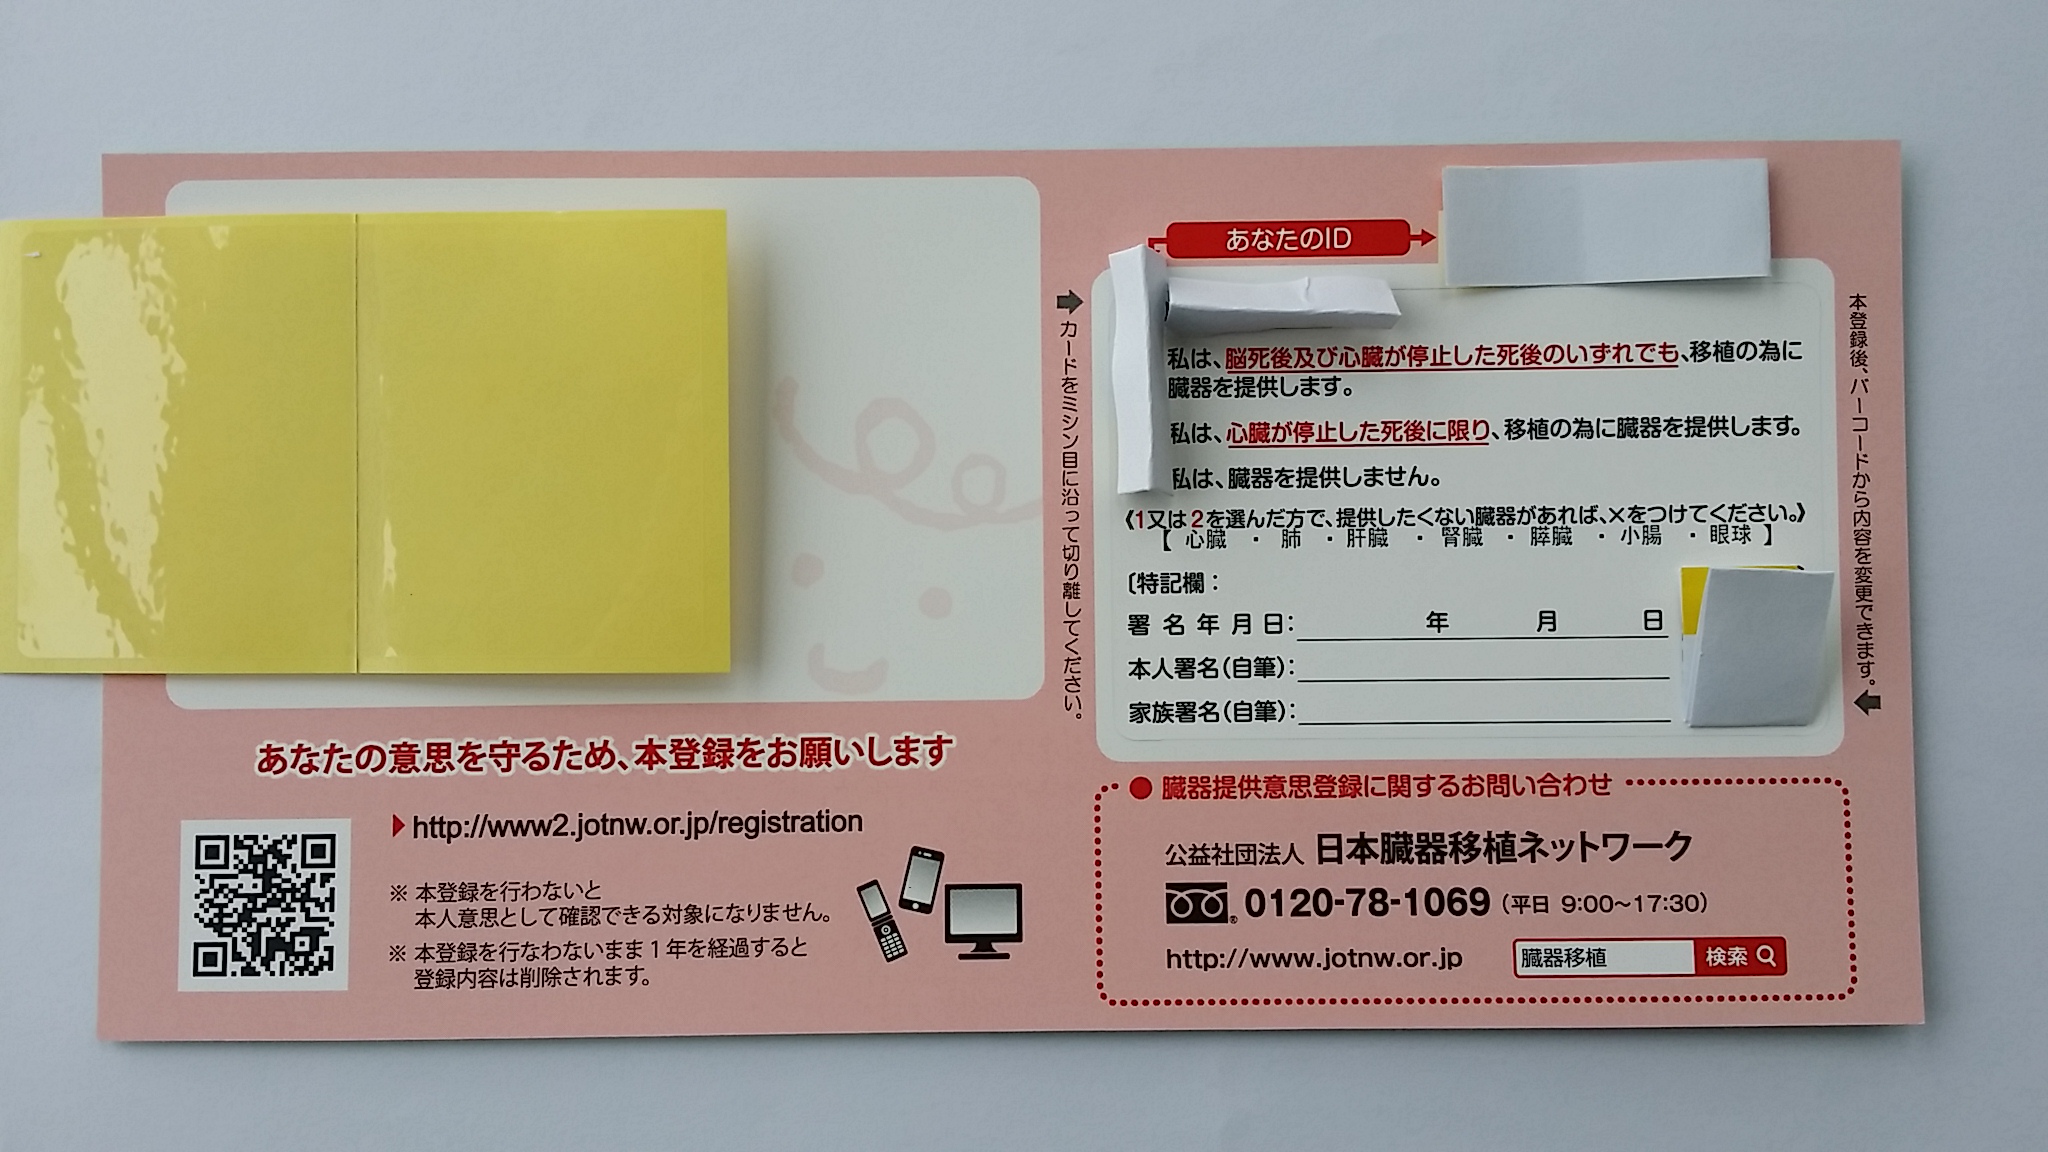 あなたのID
カードをミシン目に沿って切り離してください。
私は、脳死後及び心臓が停止した死後のいずれでも、移植の為に
臓器を提供します。
私は、心臓が停止した死後に限り、移植の為に臓器を提供します。
私は、臓器を提供しません。
《1又は2を選んだ方で、提供したくない臓器があれば、×をつけてください。》
【 心臓 ・ 肺 ・ 肝臓 ・ 腎臓 ・ 膵臓 ・ 小腸 ・ 眼球 】
〔特記欄：
署名年月日： 年 月 日
本人署名（自筆）：
家族署名（自筆）：
本登録後、バーコードから内容を変更できます。
あなたの意思を守るため、本登録をお願いします
http://www2.jotnw.or.jp/registration
※ 本登録を行わないと
本人意思として確認できる対象になりません。
※ 本登録を行なわないまま1年を経過すると
登録内容は削除されます。
● 臓器提供意思登録に関するお問い合わせ
公益社団法人 日本臓器移植ネットワーク
0120-78-1069（平日 9:00～17:30）
http://www.jotnw.or.jp 臓器移植 検索